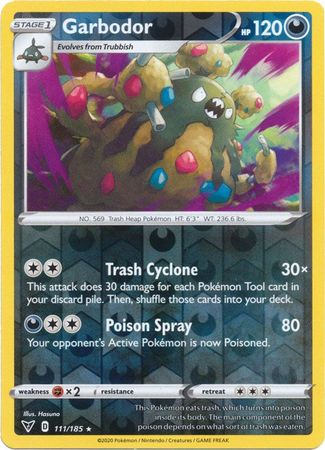 STAGE 1
Garbodor
HP 120
Evolves from Trubbish
NO. 569 Trash Heap Pokémon HT: 6'3" WT: 236.6 lbs.
Trash Cyclone 30×
This attack does 30 damage for each Pokémon Tool card in
your discard pile. Then, shuffle those cards into your deck.
Poison Spray 80
Your opponent's Active Pokémon is now Poisoned.
weakness ×2 resistance retreat
Illus. Hasuno
D 111/185 ★
This Pokémon eats trash, which turns into poison
inside its body. The main component of the
poison depends on what sort of trash was eaten.
©2020 Pokémon / Nintendo / Creatures / GAME FREAK